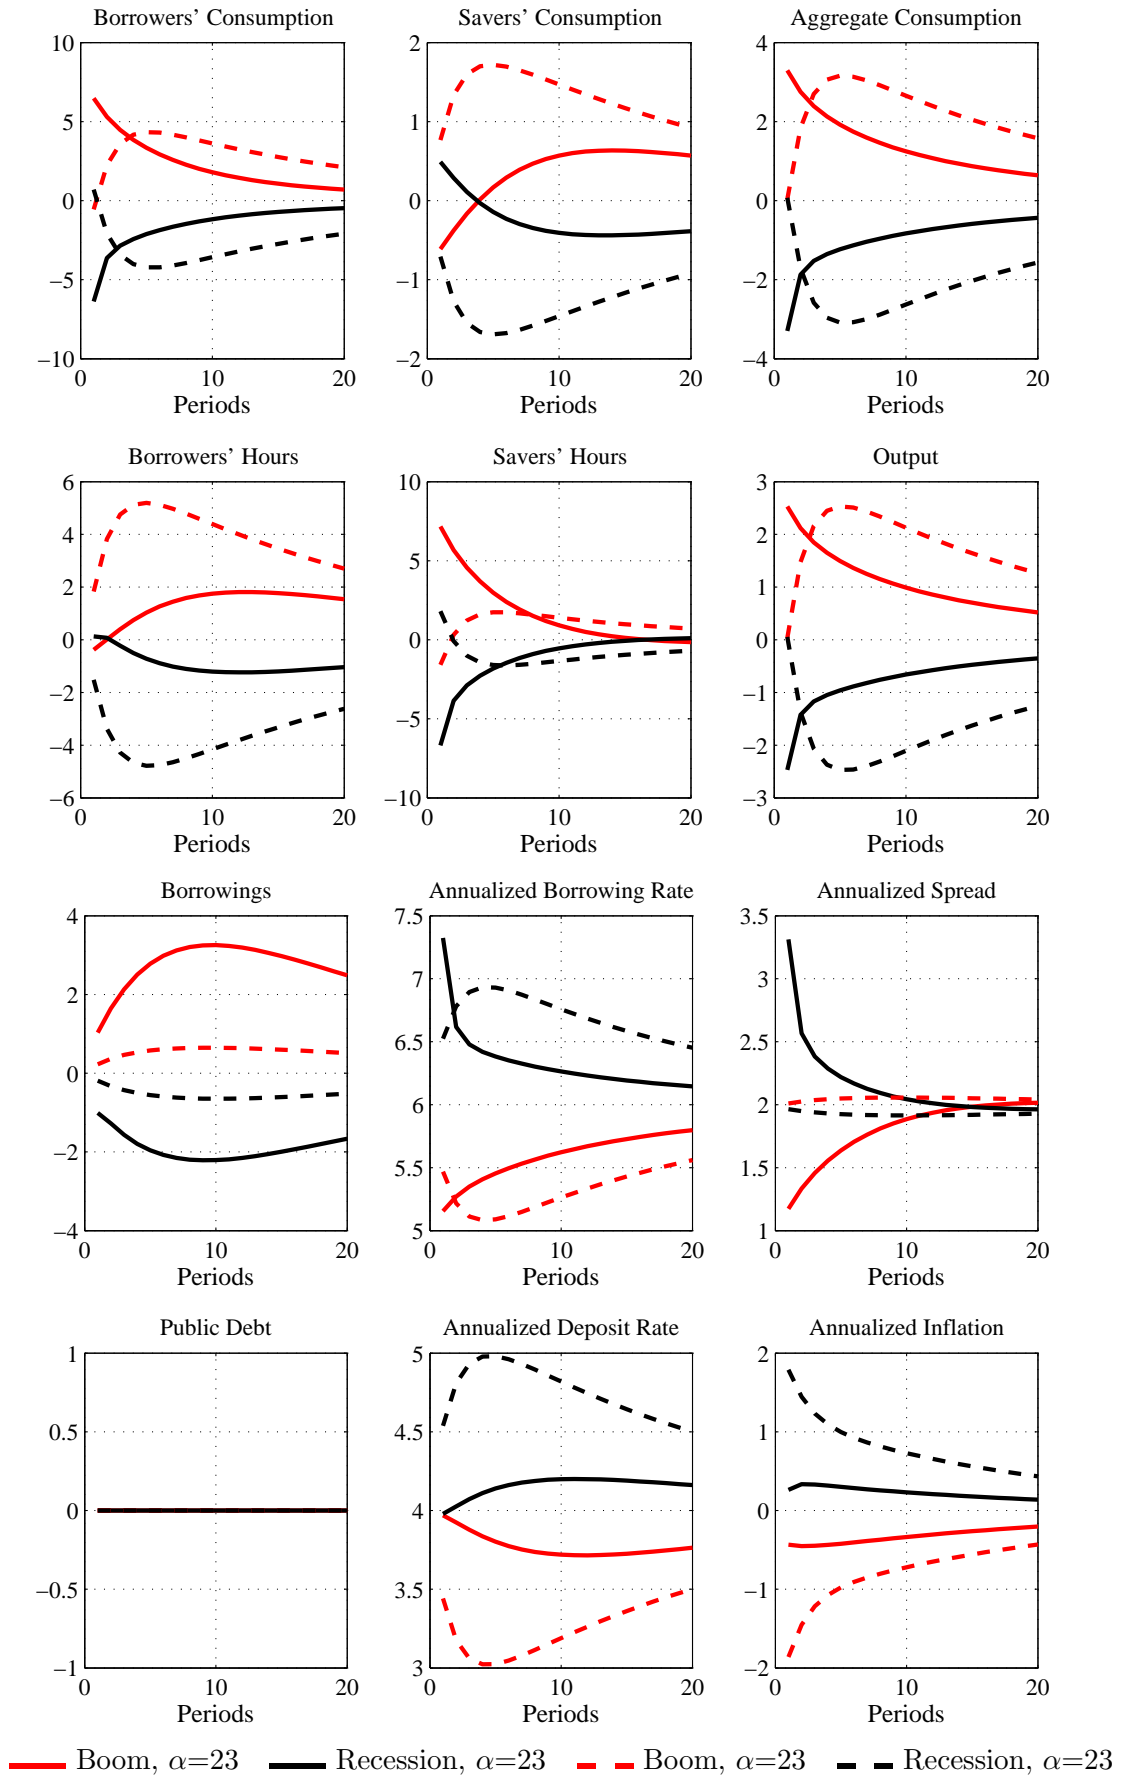 Borrowers’ Consumption
10
5
0
−5
−10
0 10 20
Periods
Savers’ Consumption
2
1
0
−1
−2
0 10 20
Periods
Aggregate Consumption
4
2
0
−2
−4
0 10 20
Periods
Borrowers’ Hours
6
4
2
0
−2
−4
−6
0 10 20
Periods
Savers’ Hours
10
5
0
−5
−10
0 10 20
Periods
Output
3
2
1
0
−1
−2
−3
0 10 20
Periods
Borrowings
4
2
0
−2
−4
0 10 20
Periods
Annualized Borrowing Rate
7.5
7
6.5
6
5.5
5
0 10 20
Periods
Annualized Spread
3.5
3
2.5
2
1.5
1
0 10 20
Periods
Public Debt
1
0.5
0
−0.5
−1
0 10 20
Periods
Annualized Deposit Rate
5
4.5
4
3.5
3
0 10 20
Periods
Annualized Inflation
2
1
0
−1
−2
0 10 20
Periods
Boom, α=23 Recession, α=23 Boom, α=23 Recession, α=23